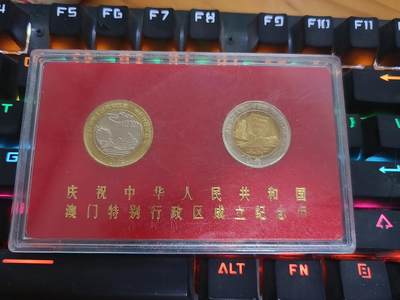 4 F5 F6 F7 F8 F9 F10 F11
庆祝中华人民共和国
澳门特别行政区成立纪念币
ALT FN